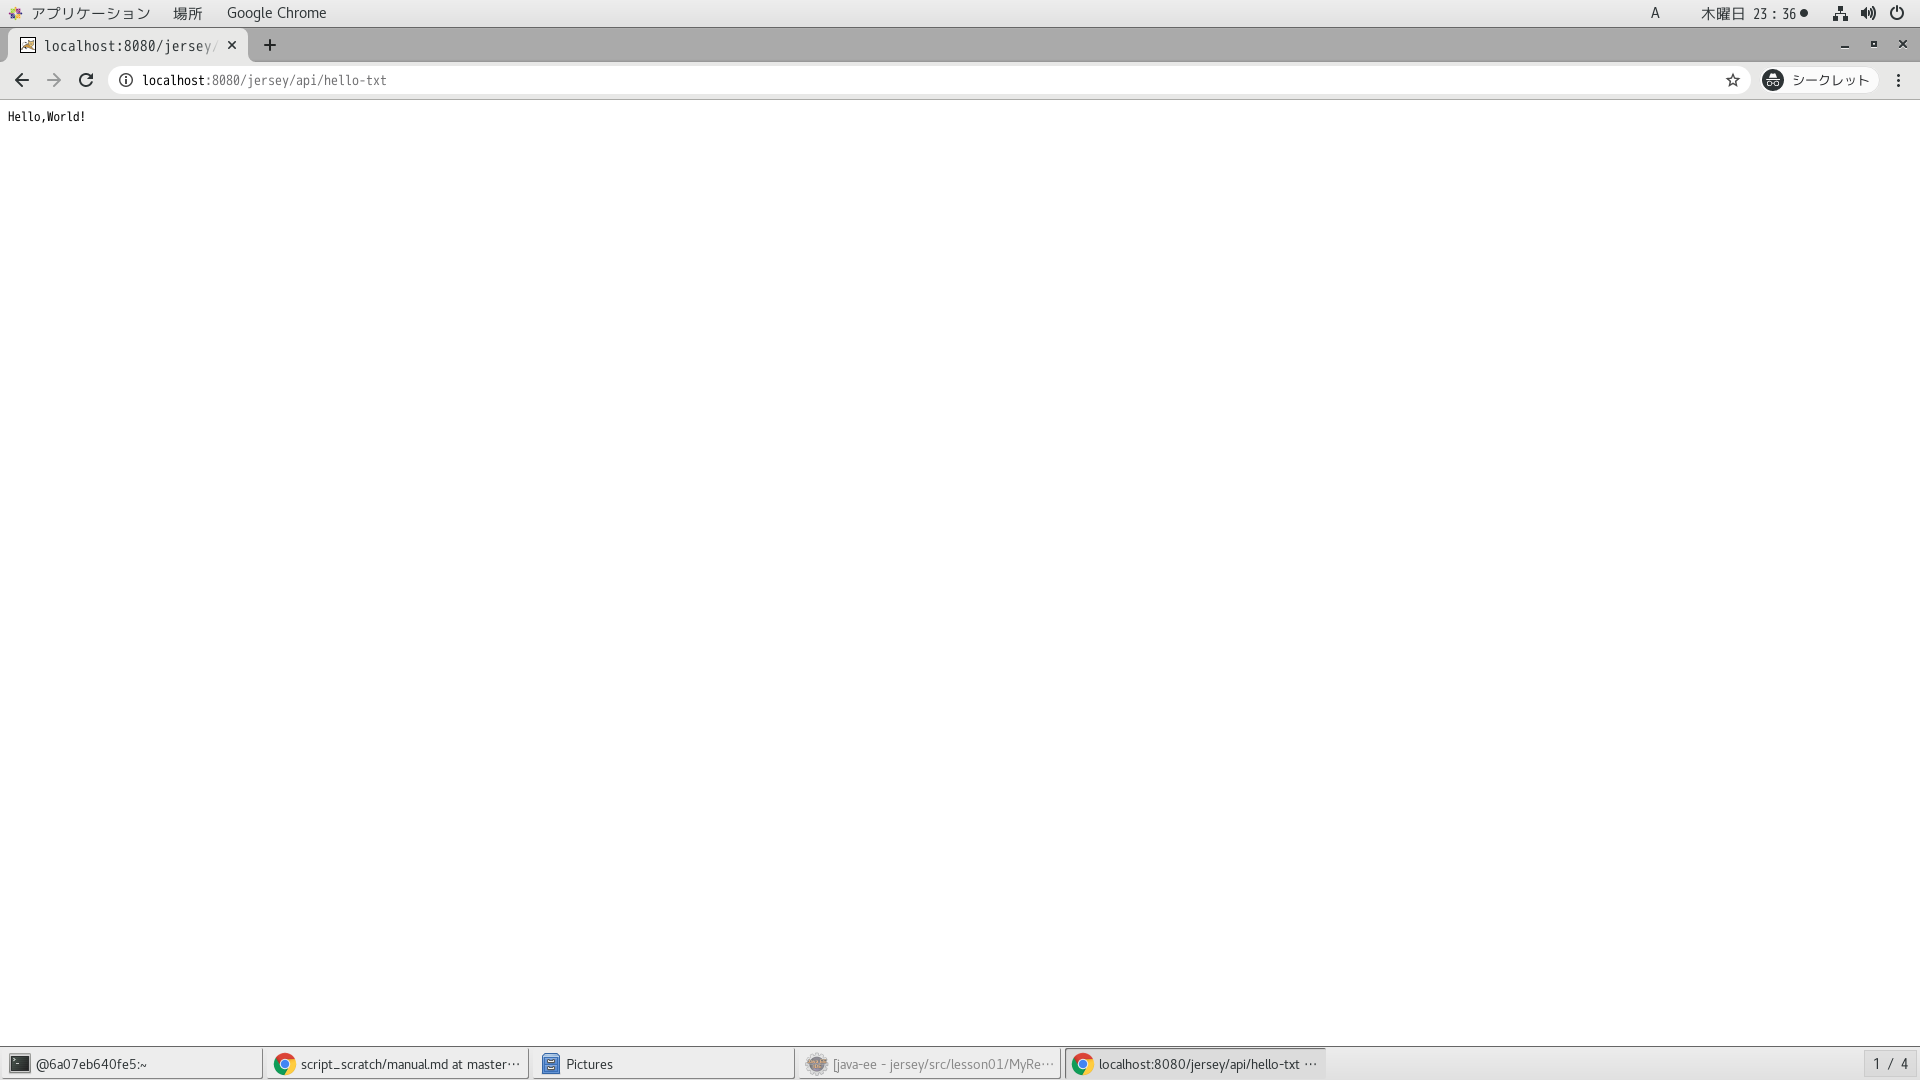 アプリケーション 場所 Google Chrome A 木曜日 23：36
localhost:8080/jersey/
localhost:8080/jersey/api/hello-txt シークレット
Hello,World!
@6a07eb640fe5:~ script_scratch/manual.md at master… Pictures [java-ee - jersey/src/lesson01/MyRe… localhost:8080/jersey/api/hello-txt … 1 / 4